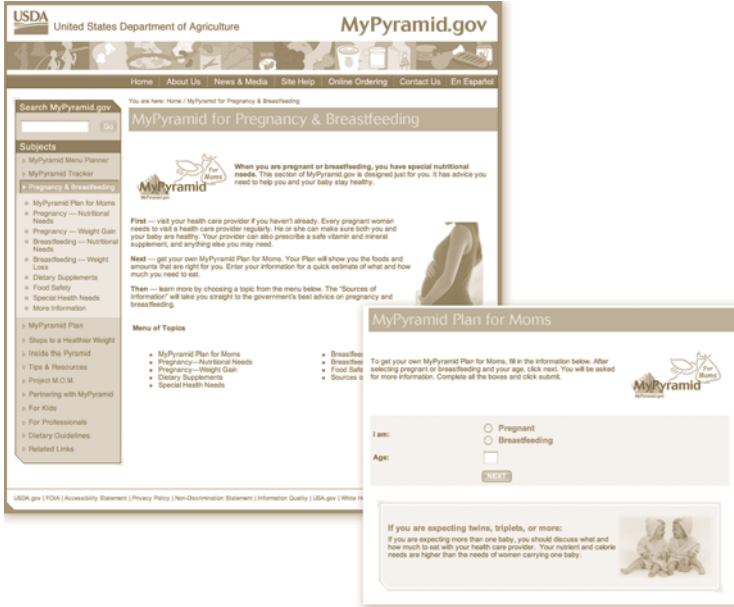 USDA
United States Department of Agriculture
MyPyramid.gov
Home | About Us | News & Media | Site Help | Online Ordering | Contact Us | En Español
Search MyPyramid.gov
Go
Subjects
MyPyramid Menu Planner
MyPyramid Tracker
Pregnancy & Breastfeeding
MyPyramid Plan for Moms
Pregnancy — Nutritional
Needs
Pregnancy — Weight Gain
Breastfeeding — Nutritional
Needs
Breastfeeding — Weight
Loss
Dietary Supplements
Food Safety
Special Health Needs
More Information
MyPyramid Plan
Steps to a Healthier Weight
Inside the Pyramid
Tips & Resources
Project M.O.M.
Partnering with MyPyramid
For Kids
For Professionals
Dietary Guidelines
Related Links
You are here: Home / MyPyramid for Pregnancy & Breastfeeding
MyPyramid for Pregnancy & Breastfeeding
For
Moms
MyPyramid
MyPyramid.gov
When you are pregnant or breastfeeding, you have special nutritional
needs. This section of MyPyramid.gov is designed just for you. It has advice you
need to help you and your baby stay healthy.
First — visit your health care provider if you haven't already. Every pregnant woman
needs to visit a health care provider regularly. He or she can make sure both you and
your baby are healthy. Your provider can also prescribe a safe vitamin and mineral
supplement, and anything else you may need.
Next — get your own MyPyramid Plan for Moms. Your Plan will show you the foods and
amounts that are right for you. Enter your information for a quick estimate of what and how
much you need to eat.
Then — learn more by choosing a topic from the menu below. The "Sources of
Information" will take you straight to the government's best advice on pregnancy and
breastfeeding.
Menu of Topics
MyPyramid Plan for Moms
Pregnancy—Nutritional Needs
Pregnancy—Weight Gain
Dietary Supplements
Special Health Needs
Breastfee
Breastfee
Food Safe
Sources o
USDA.gov | FOIA | Accessibility Statement | Privacy Policy | Non-Discrimination Statement | Information Quality | USA.gov | White H
MyPyramid Plan for Moms
To get your own MyPyramid Plan for Moms, fill in the information below. After
selecting pregnant or breastfeeding and your age, click next. You will be asked
for more information. Complete all the boxes and click submit.
For
Moms
MyPyramid
MyPyramid.gov
I am:
Pregnant
Breastfeeding
Age:
NEXT
If you are expecting twins, triplets, or more:
If you are expecting more than one baby, you should discuss what and
how much to eat with your health care provider. Your nutrient and calorie
needs are higher than the needs of women carrying one baby.